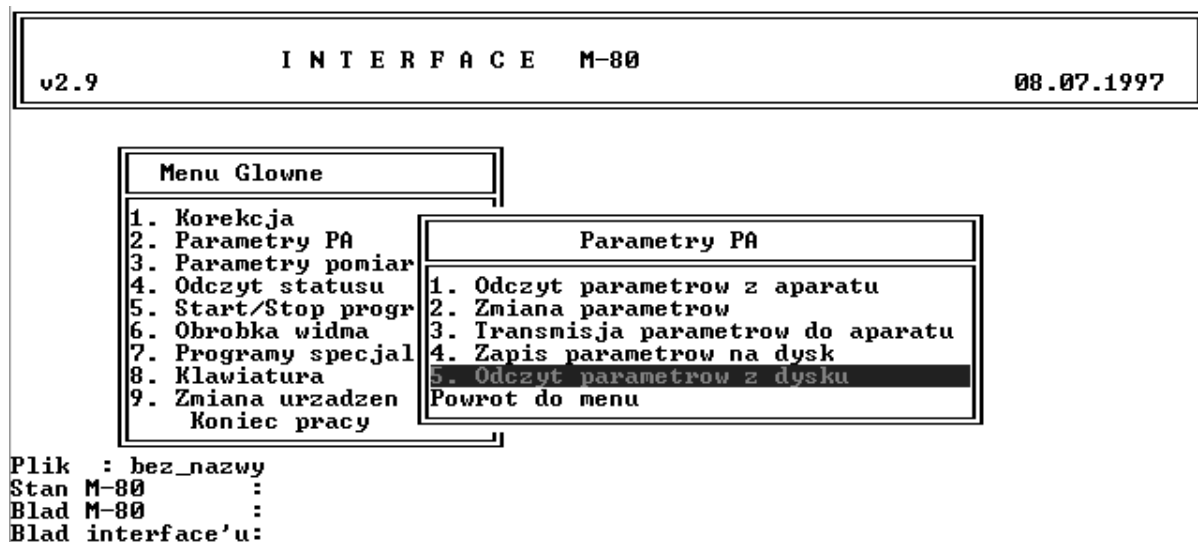 I N T E R F A C E M-80
v2.9 08.07.1997
Menu Glowne
1. Korekcja
2. Parametry PA
3. Parametry pomiar
4. Odczyt statusu
5. Start/Stop progr
6. Obrobka widma
7. Programy specjal
8. Klawiatura
9. Zmiana urzadzen
Koniec pracy
Parametry PA
1. Odczyt parametrow z aparatu
2. Zmiana parametrow
3. Transmisja parametrow do aparatu
4. Zapis parametrow na dysk
5. Odczyt parametrow z dysku
Powrot do menu
Plik : bez_nazwy
Stan M-80 :
Blad M-80 :
Blad interface'u: